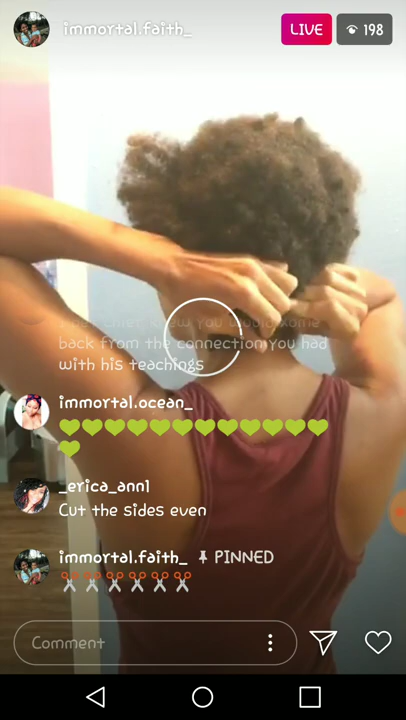 immortal.faith_
LIVE 198
back from the connection you had
with his teachings
immortal.ocean_
💚💚💚💚💚💚💚💚💚💚💚💚
💚
_erica_ann1
Cut the sides even
immortal.faith_ PINNED
✂✂✂✂✂✂
Comment